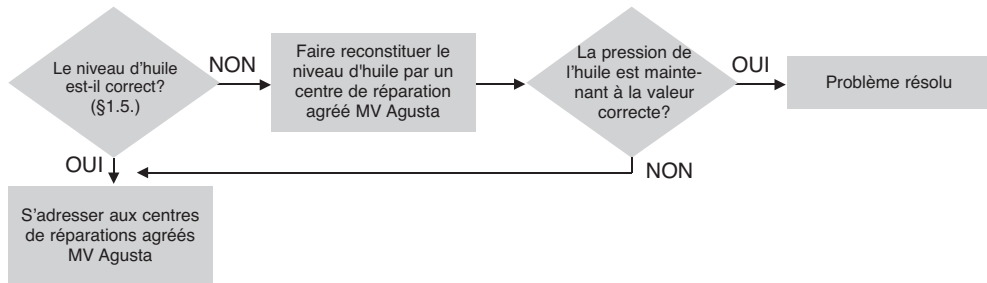 Le niveau d'huile
est-il correct?
(§1.5.)
NON
Faire reconstituer le
niveau d'huile par un
centre de réparation
agréé MV Agusta
La pression de
l'huile est mainte-
nant à la valeur
correcte?
OUI
Problème résolu
OUI
NON
S'adresser aux centres
de réparations agréés
MV Agusta